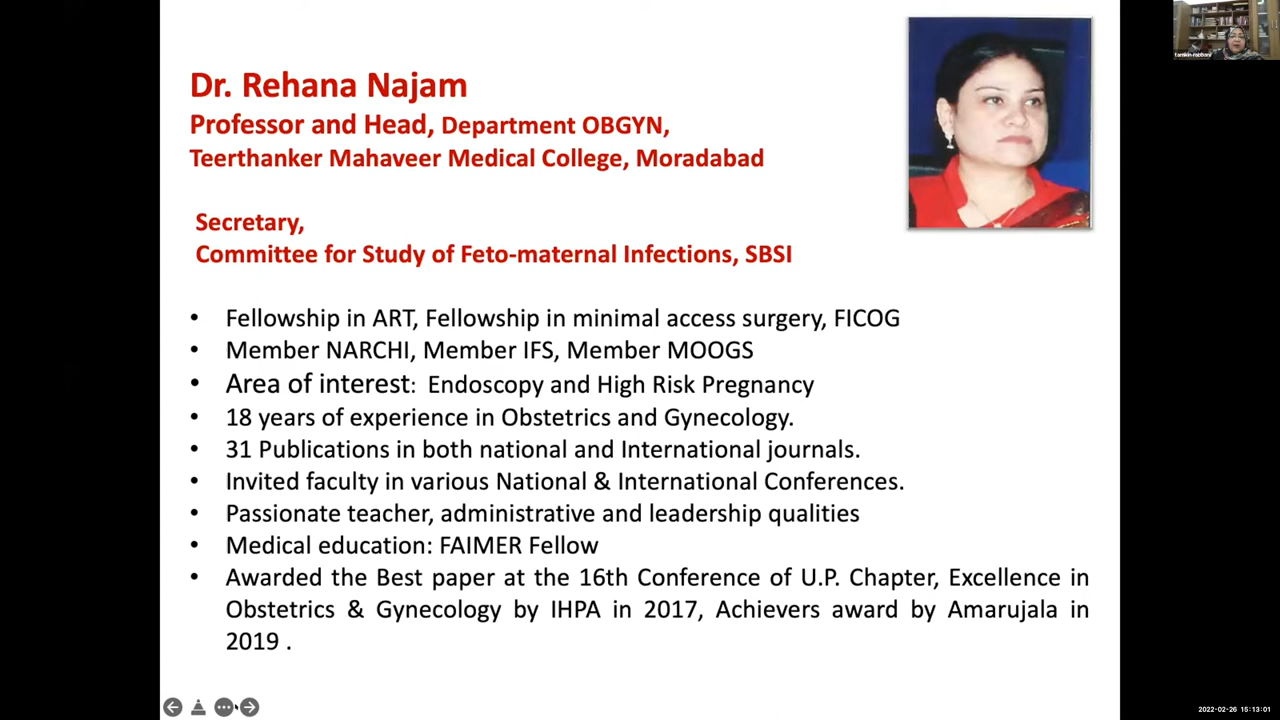 Dr. Rehana Najam
Professor and Head, Department OBGYN,
Teerthanker Mahaveer Medical College, Moradabad
Secretary,
Committee for Study of Feto-maternal Infections, SBSI
• Fellowship in ART, Fellowship in minimal access surgery, FICOG
• Member NARCHI, Member IFS, Member MOOGS
• Area of interest: Endoscopy and High Risk Pregnancy
• 18 years of experience in Obstetrics and Gynecology.
• 31 Publications in both national and International journals.
• Invited faculty in various National & International Conferences.
• Passionate teacher, administrative and leadership qualities
• Medical education: FAIMER Fellow
• Awarded the Best paper at the 16th Conference of U.P. Chapter, Excellence in
Obstetrics & Gynecology by IHPA in 2017, Achievers award by Amarujala in
2019 .
tamkin rabbani
2022-02-26 15:13:01